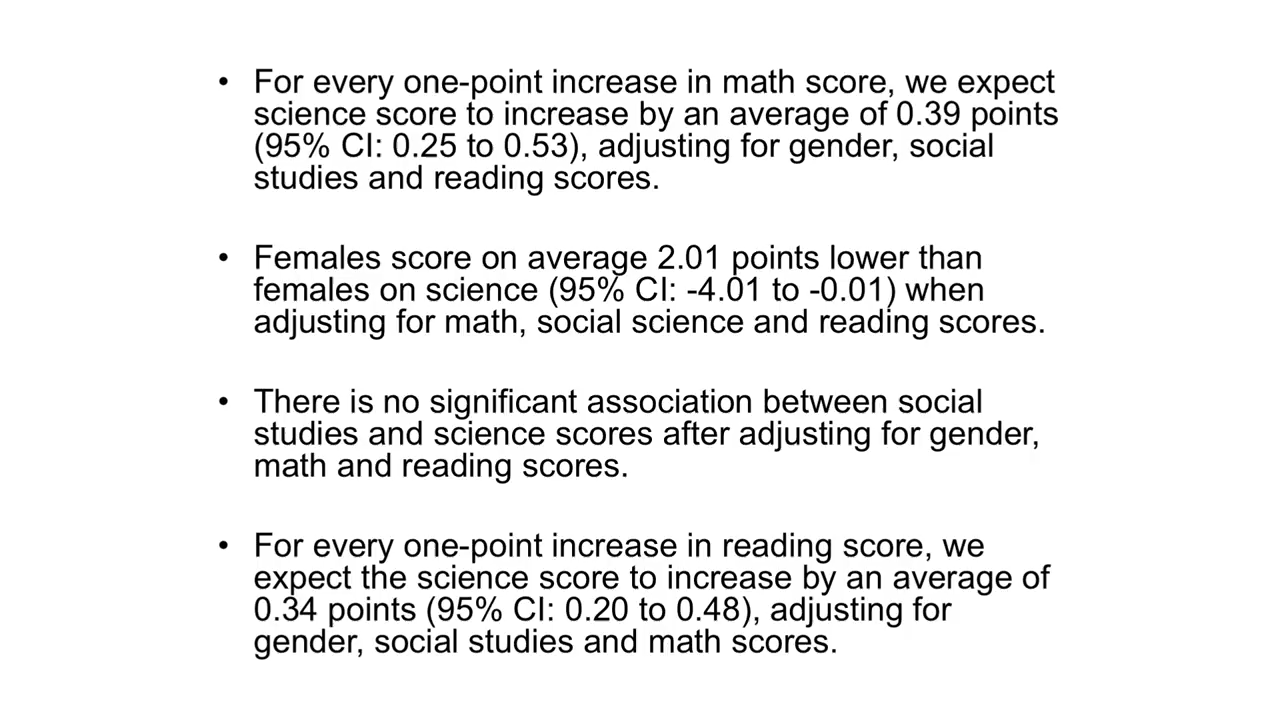 • For every one-point increase in math score, we expect
science score to increase by an average of 0.39 points
(95% CI: 0.25 to 0.53), adjusting for gender, social
studies and reading scores.
• Females score on average 2.01 points lower than
females on science (95% CI: -4.01 to -0.01) when
adjusting for math, social science and reading scores.
• There is no significant association between social
studies and science scores after adjusting for gender,
math and reading scores.
• For every one-point increase in reading score, we
expect the science score to increase by an average of
0.34 points (95% CI: 0.20 to 0.48), adjusting for
gender, social studies and math scores.